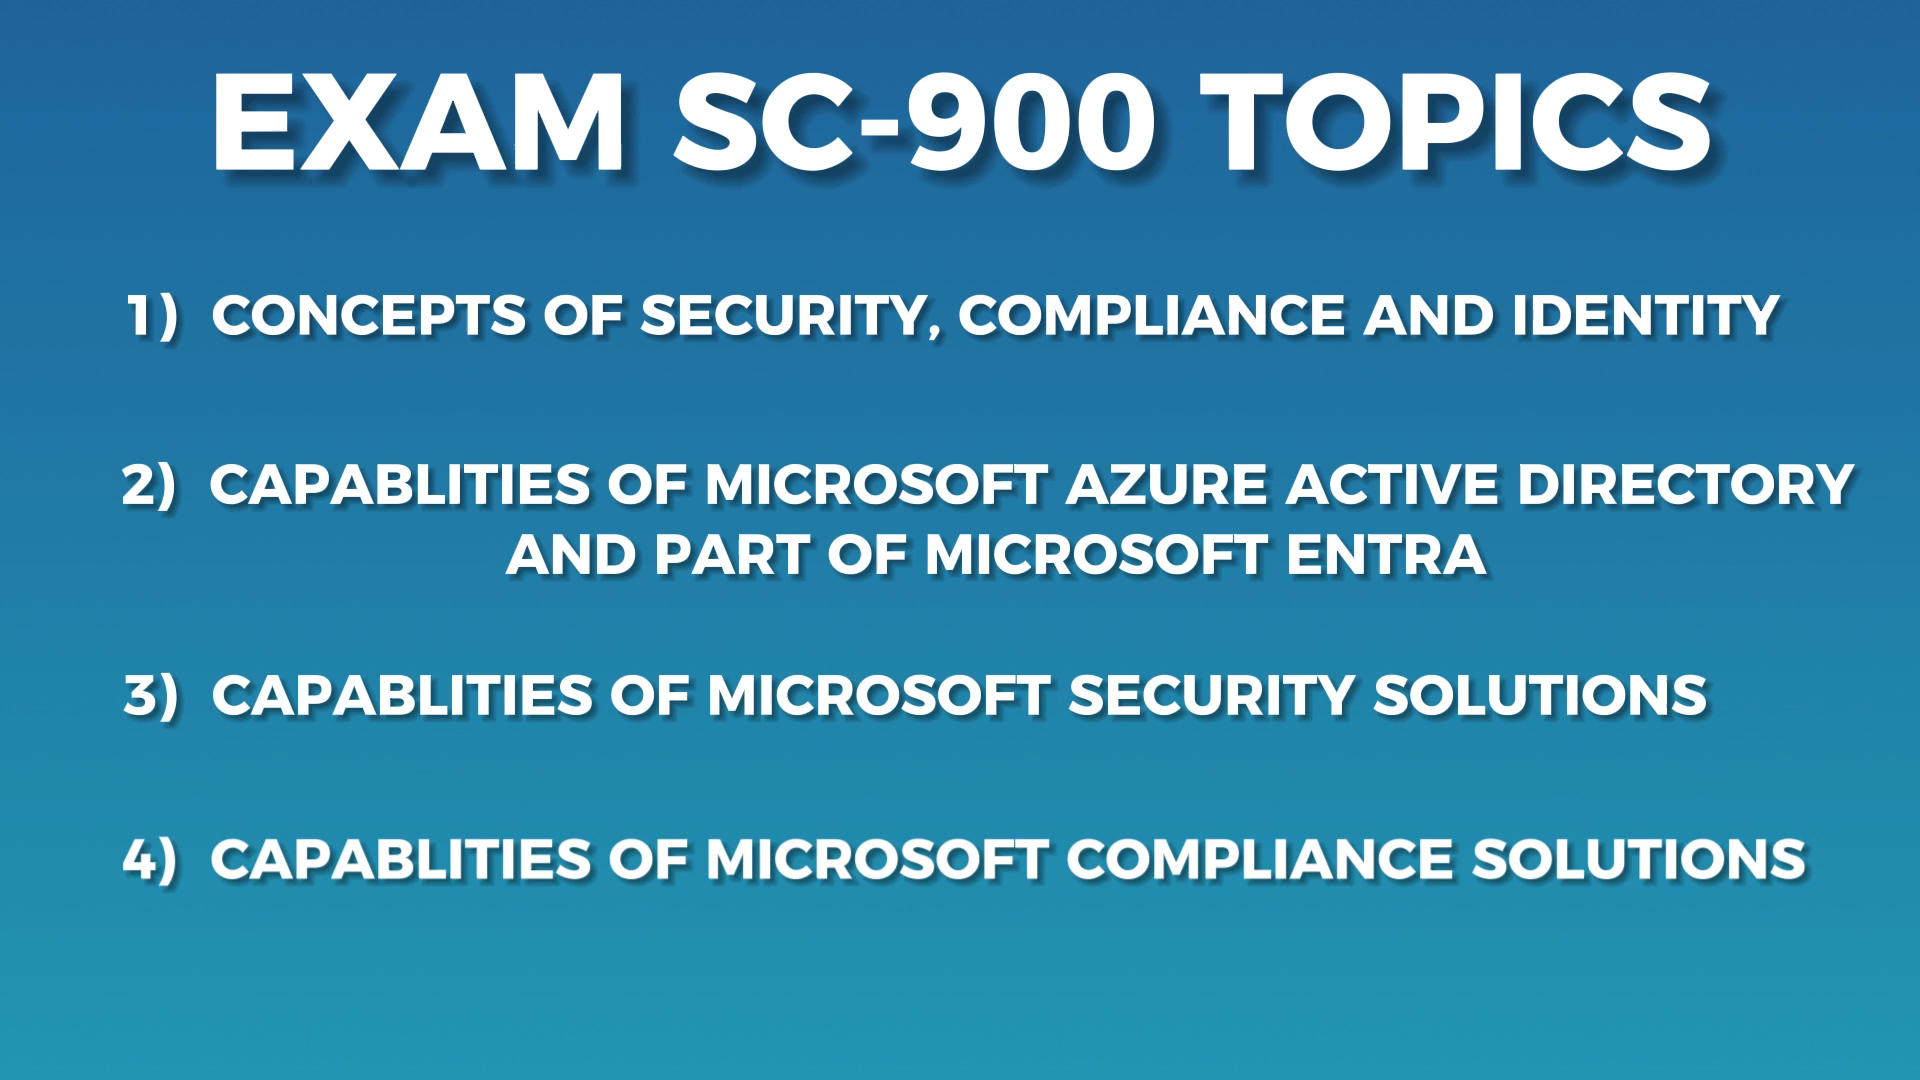 EXAM SC-900 TOPICS
1) CONCEPTS OF SECURITY, COMPLIANCE AND IDENTITY
2) CAPABLITIES OF MICROSOFT AZURE ACTIVE DIRECTORY
AND PART OF MICROSOFT ENTRA
3) CAPABLITIES OF MICROSOFT SECURITY SOLUTIONS
4) CAPABLITIES OF MICROSOFT COMPLIANCE SOLUTIONS